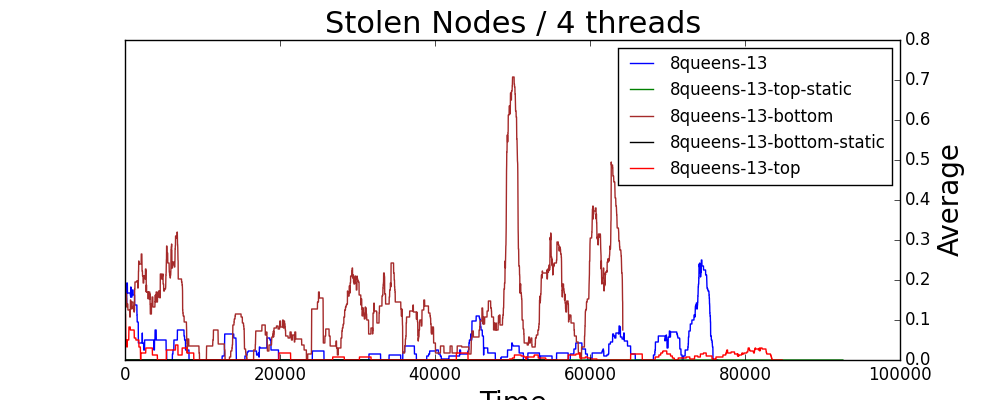 Stolen Nodes / 4 threads
8queens-13
8queens-13-top-static
8queens-13-bottom
8queens-13-bottom-static
8queens-13-top
0.8
0.7
0.6
0.5
0.4
0.3
0.2
0.1
0.0
Average
0 20000 40000 60000 80000 100000
Time